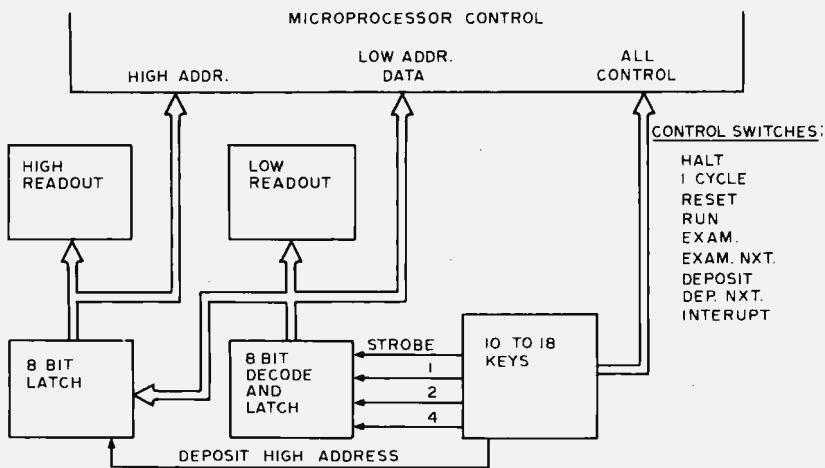 MICROPROCESSOR CONTROL
HIGH ADDR.
LOW ADDR.
DATA
ALL
CONTROL
CONTROL SWITCHES:
HALT
1 CYCLE
RESET
RUN
EXAM.
EXAM. NXT.
DEPOSIT
DEP. NXT.
INTERUPT
HIGH
READOUT
LOW
READOUT
8 BIT
LATCH
8 BIT
DECODE
AND
LATCH
STROBE
1
2
4
10 TO 18
KEYS
DEPOSIT HIGH ADDRESS